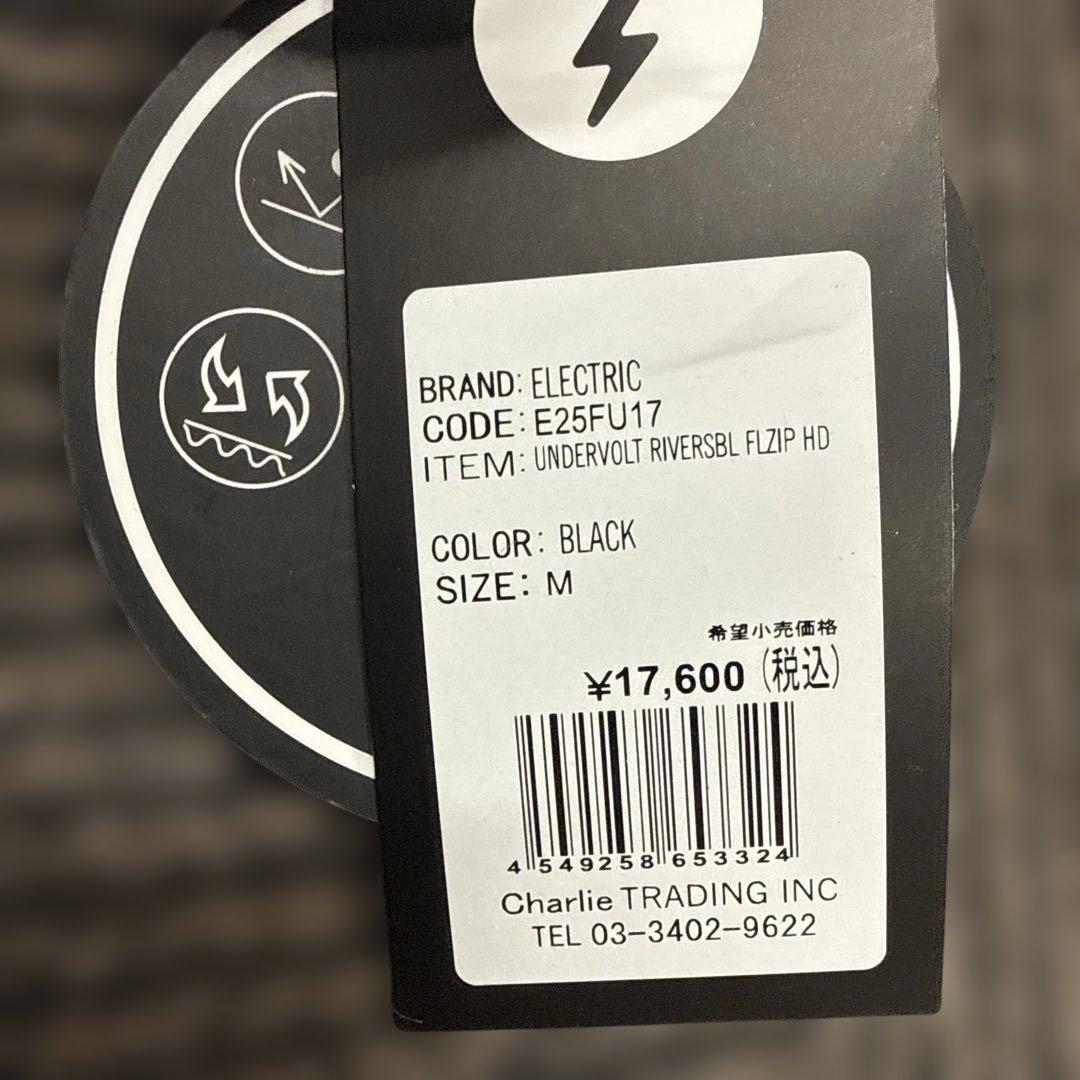 BRAND: ELECTRIC
CODE: E25FU17
ITEM: UNDERVOLT RIVERSBL FLZIP HD
COLOR: BLACK
SIZE: M
希望小売価格
¥17,600 (税込)
4 549258 653324
Charlie TRADING INC
TEL 03-3402-9622